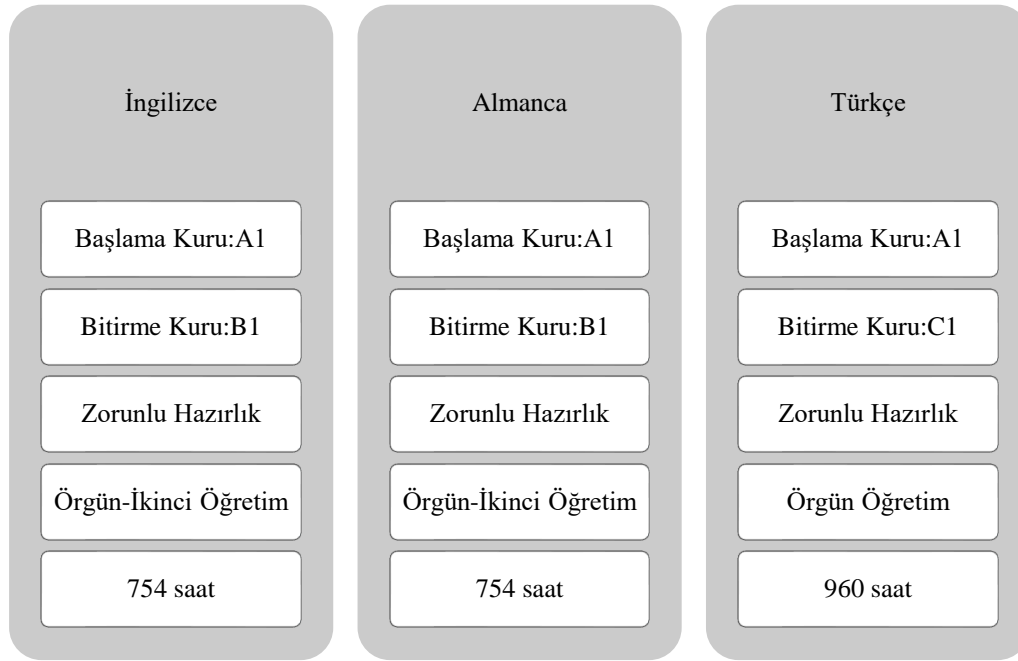 İngilizce
Başlama Kuru:A1
Bitirme Kuru:B1
Zorunlu Hazırlık
Örgün-İkinci Öğretim
754 saat
Almanca
Başlama Kuru:A1
Bitirme Kuru:B1
Zorunlu Hazırlık
Örgün-İkinci Öğretim
754 saat
Türkçe
Başlama Kuru:A1
Bitirme Kuru:C1
Zorunlu Hazırlık
Örgün Öğretim
960 saat